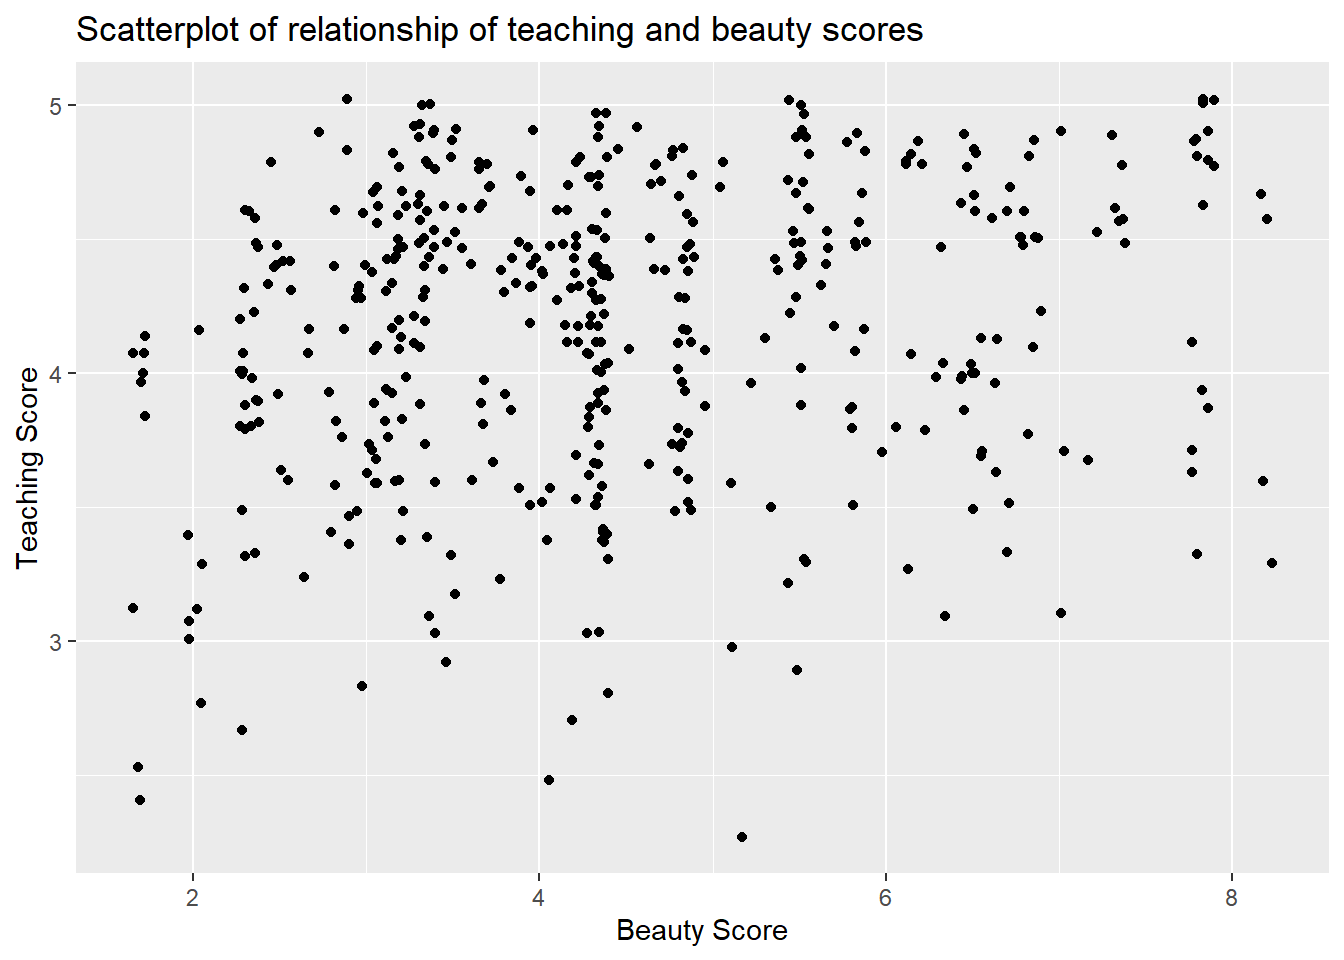 Scatterplot of relationship of teaching and beauty scores
5
4
3
Teaching Score
2 4 6 8
Beauty Score